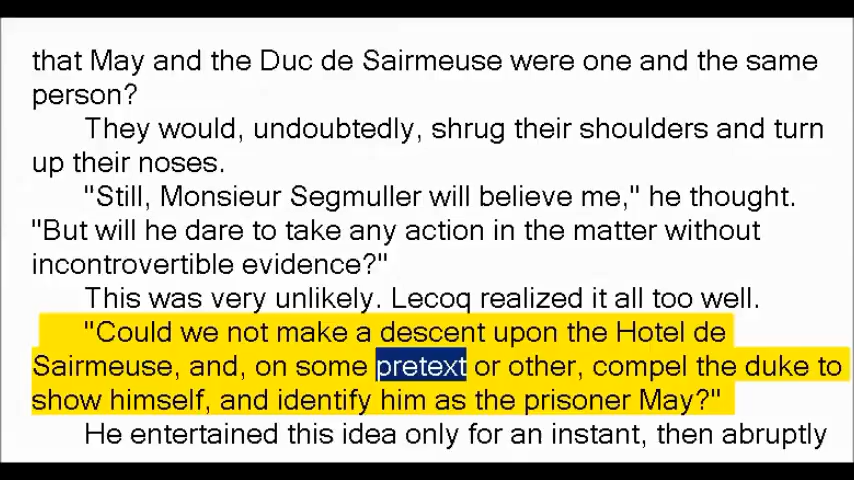 that May and the Duc de Sairmeuse were one and the same
person?
They would, undoubtedly, shrug their shoulders and turn
up their noses.
"Still, Monsieur Segmuller will believe me," he thought.
"But will he dare to take any action in the matter without
incontrovertible evidence?"
This was very unlikely. Lecoq realized it all too well.
"Could we not make a descent upon the Hotel de
Sairmeuse, and, on some pretext or other, compel the duke to
show himself, and identify him as the prisoner May?"
He entertained this idea only for an instant, then abruptly